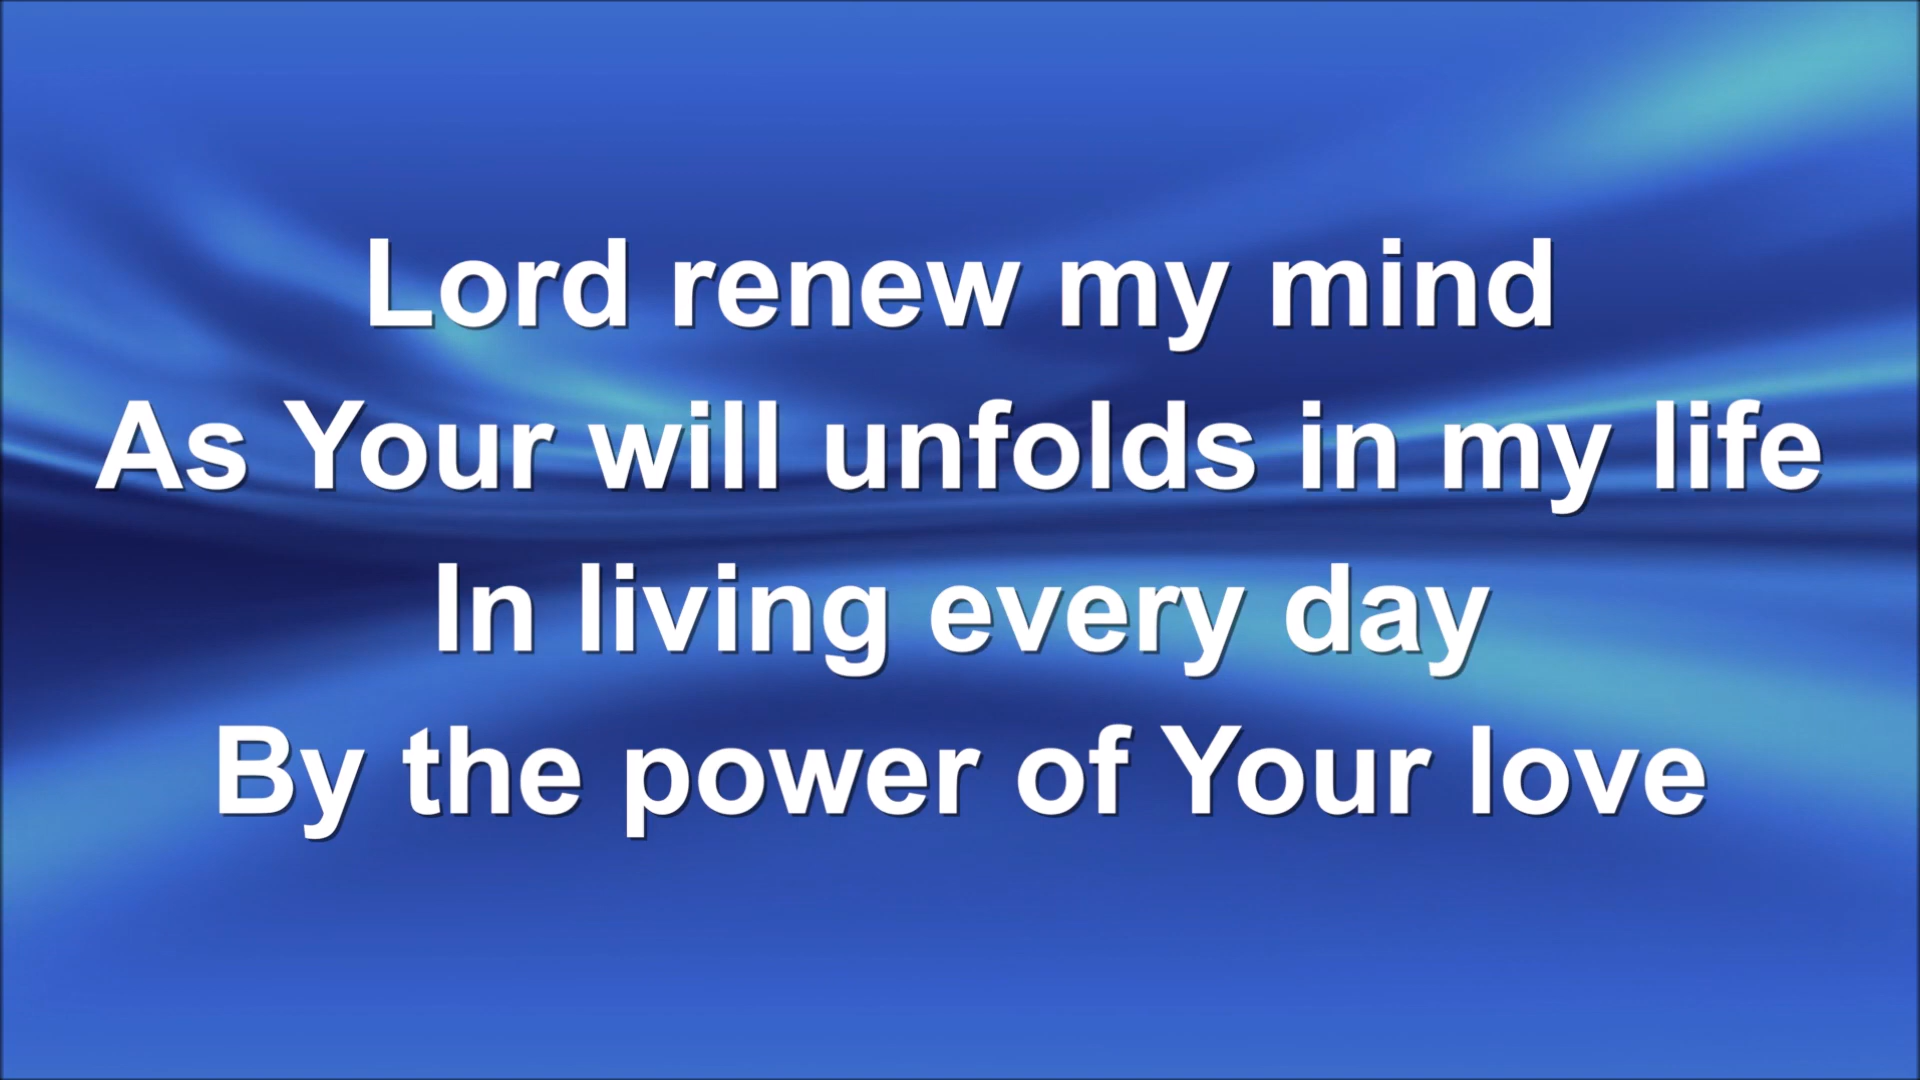 Lord renew my mind
As Your will unfolds in my life
In living every day
By the power of Your love